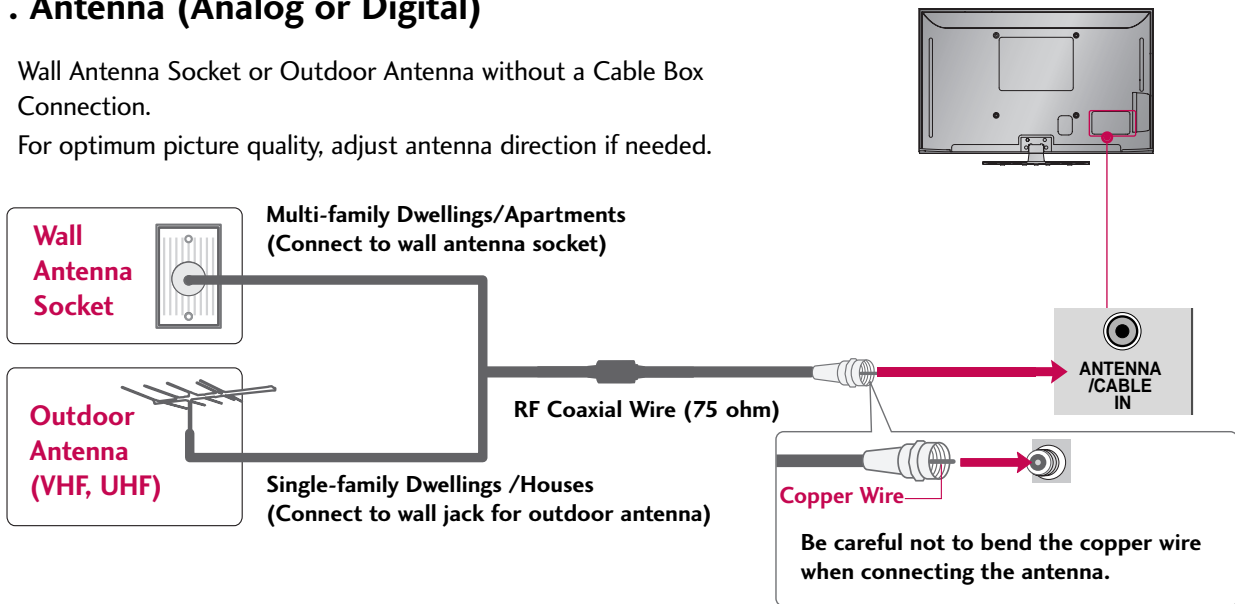 . Antenna (Analog or Digital)
Wall Antenna Socket or Outdoor Antenna without a Cable Box
Connection.
For optimum picture quality, adjust antenna direction if needed.
Wall
Antenna
Socket
Multi-family Dwellings/Apartments
(Connect to wall antenna socket)
ANTENNA
/CABLE
IN
RF Coaxial Wire (75 ohm)
Outdoor
Antenna
(VHF, UHF)
Single-family Dwellings /Houses
(Connect to wall jack for outdoor antenna)
Copper Wire
Be careful not to bend the copper wire
when connecting the antenna.